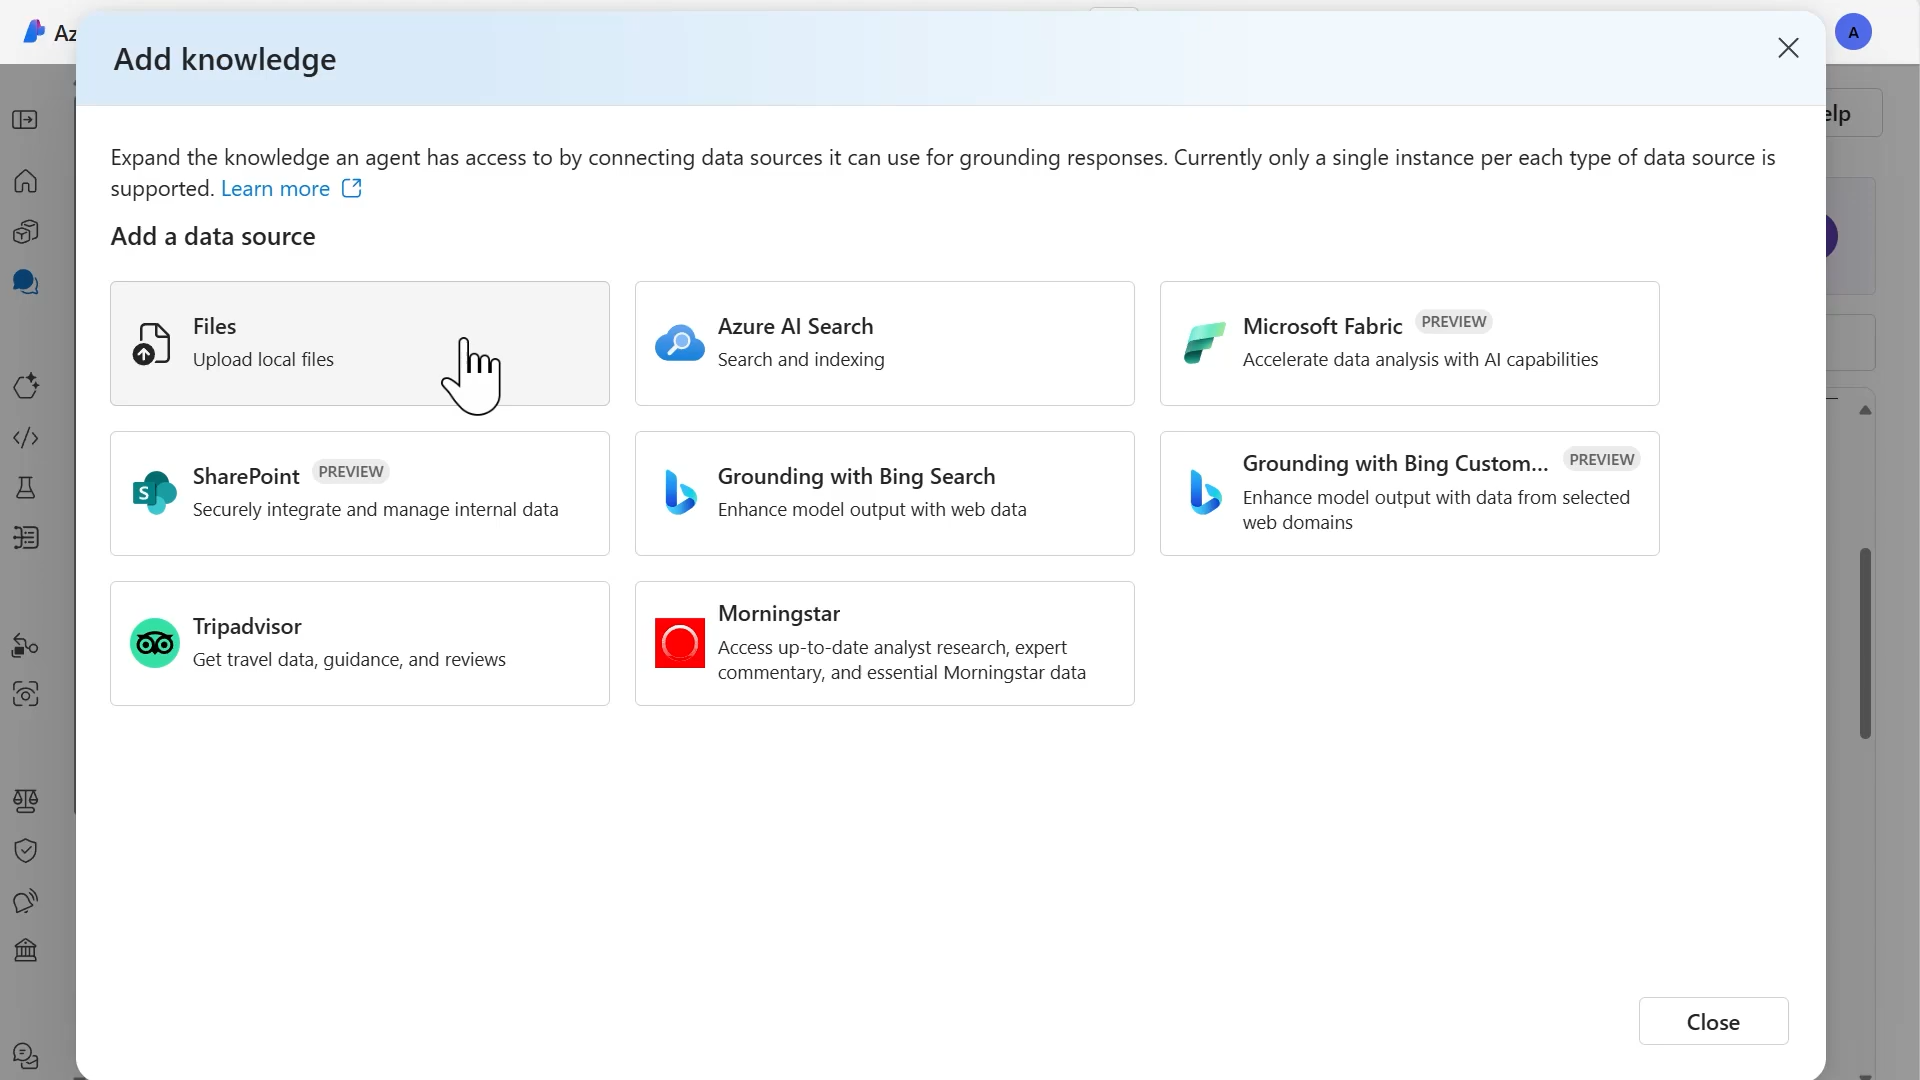 Az
A
Add knowledge
elp
Expand the knowledge an agent has access to by connecting data sources it can use for grounding responses. Currently only a single instance per each type of data source is
supported. Learn more
Add a data source
Files
Upload local files
Azure AI Search
Search and indexing
Microsoft Fabric PREVIEW
Accelerate data analysis with AI capabilities
SharePoint PREVIEW
Securely integrate and manage internal data
Grounding with Bing Search
Enhance model output with web data
Grounding with Bing Custom... PREVIEW
Enhance model output with data from selected
web domains
Tripadvisor
Get travel data, guidance, and reviews
Morningstar
Access up-to-date analyst research, expert
commentary, and essential Morningstar data
Close